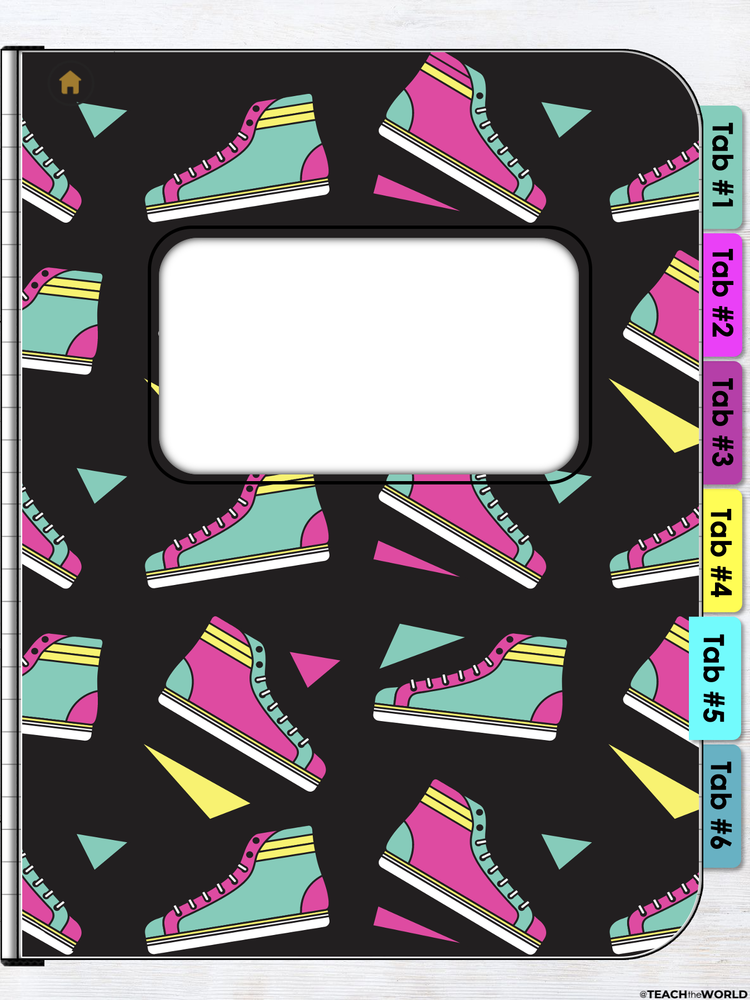 Tab #1
Tab #2
Tab #3
Tab #4
Tab #5
Tab #6
@TEACHtheWORLD